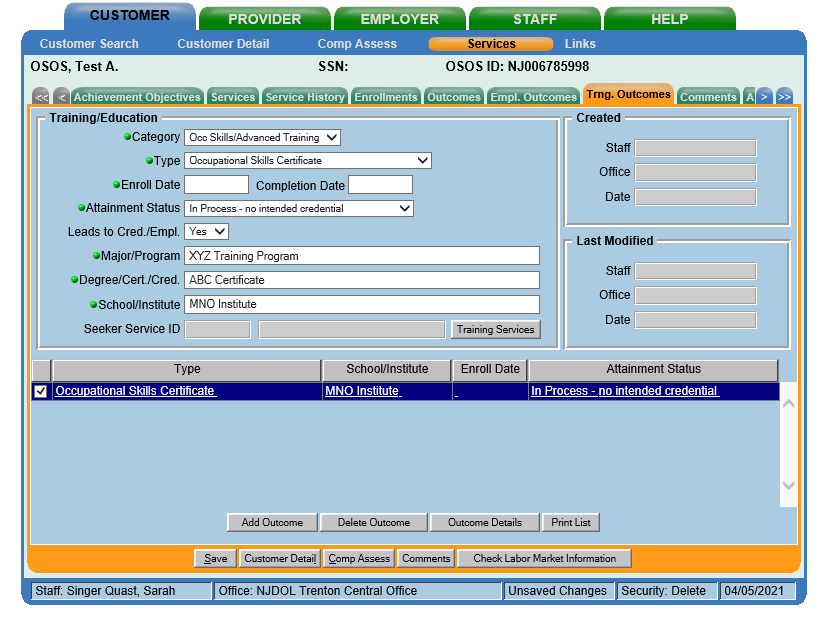 CUSTOMER PROVIDER EMPLOYER STAFF HELP
Customer Search Customer Detail Comp Assess Services Links
OSOS, Test A. SSN: OSOS ID: NJ006785998
<< < Achievement Objectives Services Service History Enrollments Outcomes Empl. Outcomes Trng. Outcomes Comments A > >>
Training/Education
Category Occ Skills/Advanced Training
Type Occupational Skills Certificate
Enroll Date Completion Date
Attainment Status In Process - no intended credential
Leads to Cred./Empl. Yes
Major/Program XYZ Training Program
Degree/Cert./Cred. ABC Certificate
School/Institute MNO Institute
Seeker Service ID Training Services
Created
Staff
Office
Date
Last Modified
Staff
Office
Date
Type School/Institute Enroll Date Attainment Status
Occupational Skills Certificate MNO Institute In Process - no intended credential
Add Outcome Delete Outcome Outcome Details Print List
Save Customer Detail Comp Assess Comments Check Labor Market Information
Staff: Singer Quast, Sarah Office: NJDOL Trenton Central Office Unsaved Changes Security: Delete 04/05/2021